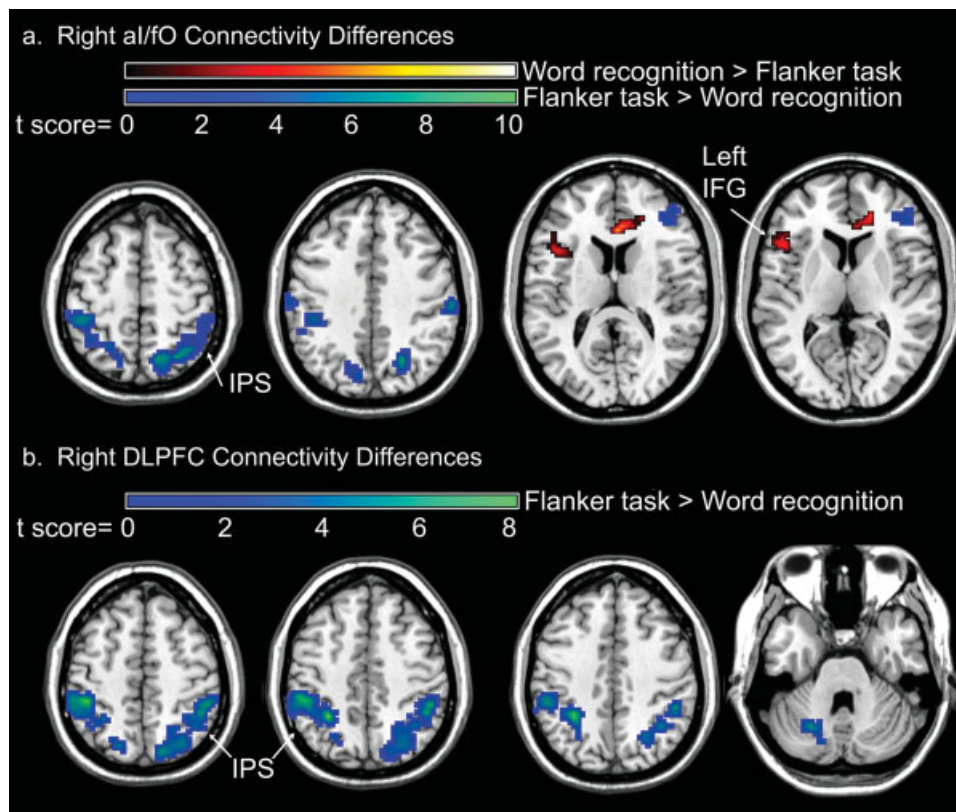 a. Right aI/fO Connectivity Differences
Word recognition > Flanker task
Flanker task > Word recognition
t score= 0 2 4 6 8 10
Left
IFG
IPS
b. Right DLPFC Connectivity Differences
Flanker task > Word recognition
t score= 0 2 4 6 8
IPS